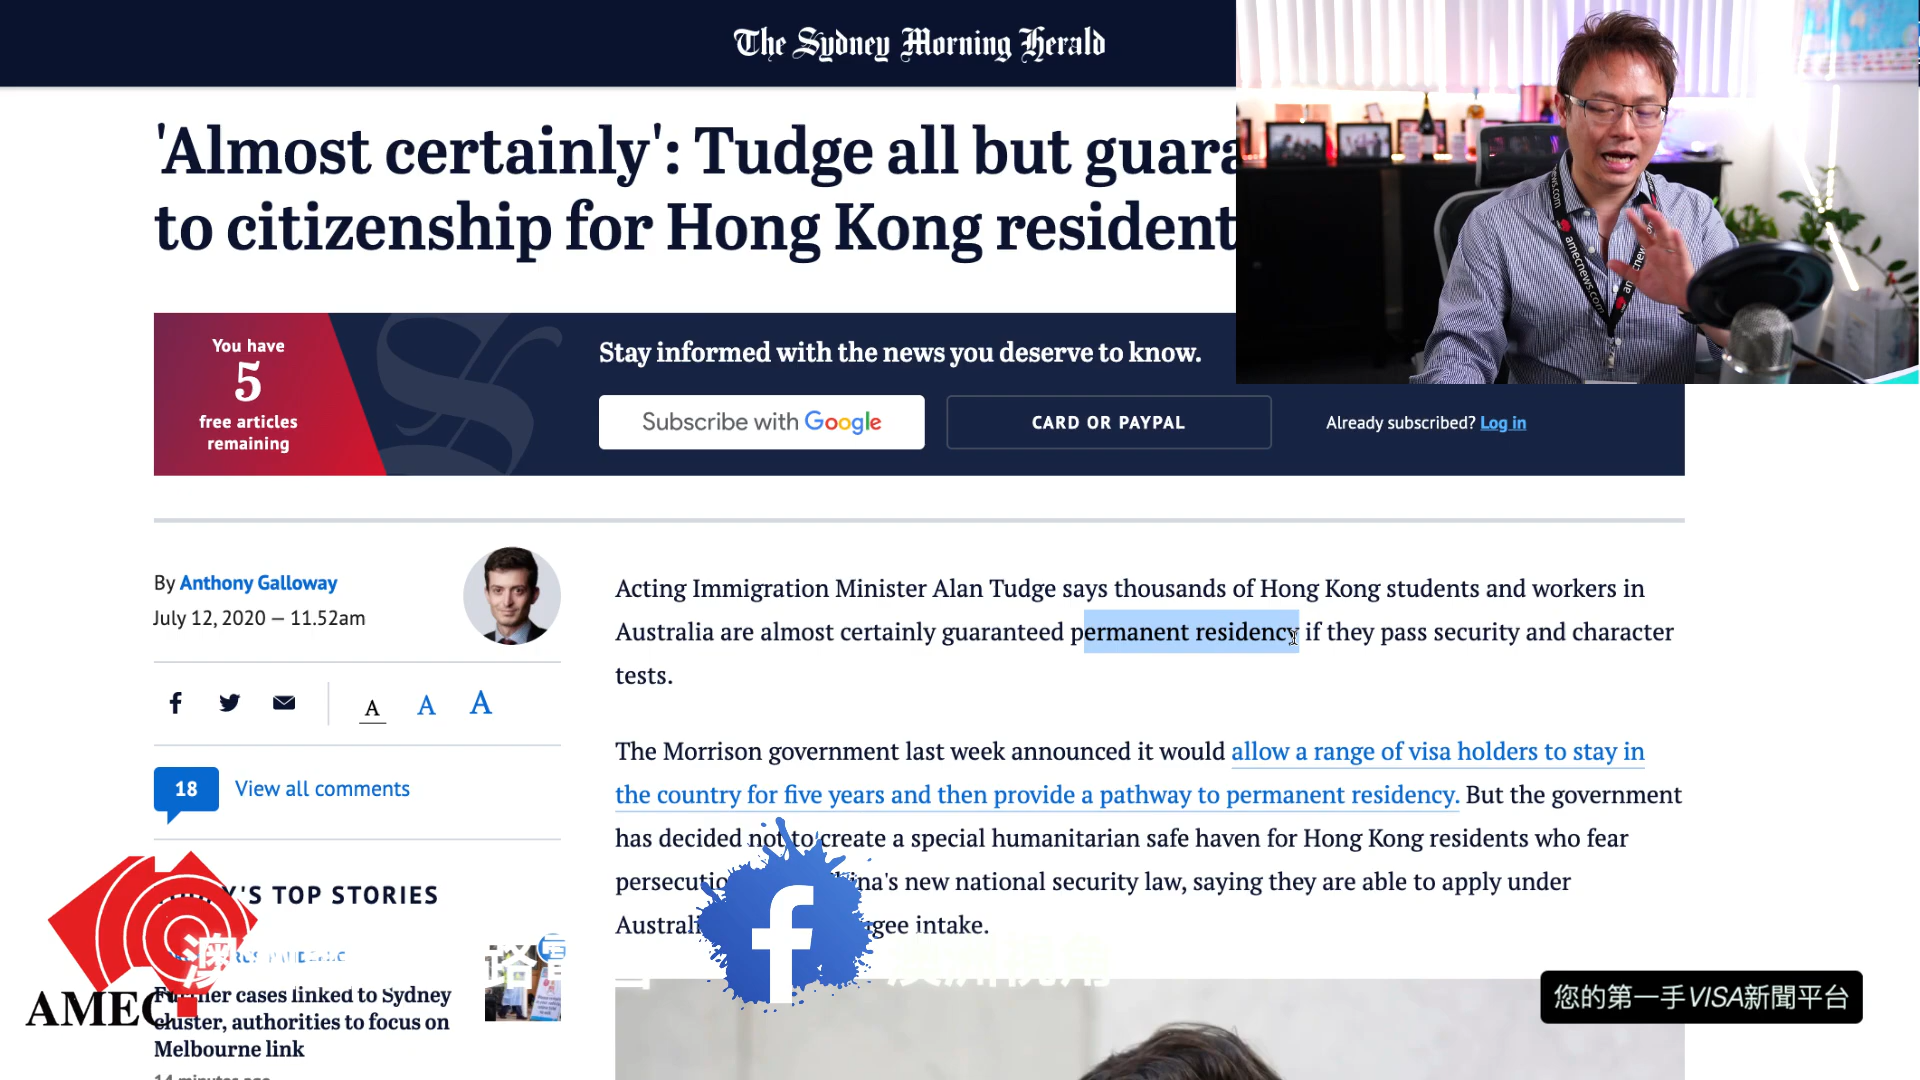 The Sydney Morning Herald
'Almost certainly': Tudge all but guara
to citizenship for Hong Kong resident
You have
5
free articles
remaining
Stay informed with the news you deserve to know.
Subscribe with Google
CARD OR PAYPAL
Already subscribed? Log in
By Anthony Galloway
July 12, 2020 — 11.52am
A A A
18 View all comments
Acting Immigration Minister Alan Tudge says thousands of Hong Kong students and workers in
Australia are almost certainly guaranteed permanent residency if they pass security and character
tests.
The Morrison government last week announced it would allow a range of visa holders to stay in
the country for five years and then provide a pathway to permanent residency. But the government
has decided not to create a special humanitarian safe haven for Hong Kong residents who fear
persecutio ina's new national security law, saying they are able to apply under
Australi gee intake.
'S TOP STORIES
Further cases linked to Sydney
cluster, authorities to focus on
Melbourne link
14 minutes ago
AMEC
澳
amecnews.com
您的第一手VISA新聞平台